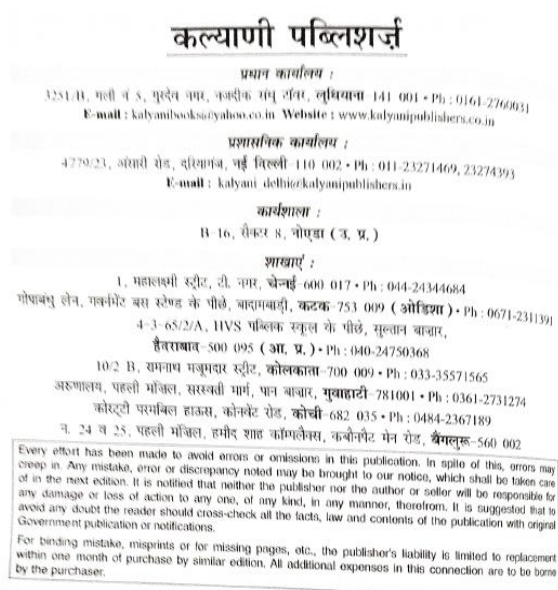 कल्याणी पब्लिशर्ज़
प्रधान कार्यालय :
3251/B, गली नं 5, गुरदेव नगर, नजदीक संधु टॉवर, लुधियाना-141 001 • Ph : 0161-2760031
E-mail : kalyanibooks@yahoo.co.in Website : www.kalyanipublishers.co.in
प्रशासनिक कार्यालय :
4779/23, अंसारी रोड, दरियागंज, नई दिल्ली-110 002 • Ph : 011-23271469, 23274393
E-mail : kalyani_delhi@kalyanipublishers.in
कार्यशाला :
B-16, सैक्टर 8, नोएडा ( उ. प्र. )
शाखाएं :
1, महालक्ष्मी स्ट्रीट, टी. नगर, चेनई-600 017 • Ph : 044-24344684
गोपाबंधु लेन, गवर्नमेंट बस स्टेण्ड के पीछे, बादामबाड़ी, कटक-753 009 ( ओडिशा ) • Ph : 0671-2311391
4-3-65/2/A, HVS पब्लिक स्कूल के पीछे, सुल्तान बाज़ार,
हैतराबात-500 095 ( आ. प्र. ) • Ph : 040-24750368
10/2 B, रामनाथ मजूमदार स्ट्रीट, कोलकाता-700 009 • Ph : 033-35571565
अरुणालय, पहली मंजिल, सरस्वती मार्ग, पान बाज़ार, गुवाहाटी-781001 • Ph : 0361-2731274
कोस्ट्टी परमबिल हाऊस, कोनवेंट रोड, कोची-682 035 • Ph : 0484-2367189
न. 24 व 25, पहली मंजिल, हमीद शाह कॉम्पलैक्स, कबौनपैट मेन रोड, बैंगलुरू-560 002
Every effort has been made to avoid errors or omissions in this publication. In spite of this, errors may
creep in. Any mistake, error or discrepancy noted may be brought to our notice, which shall be taken care
of in the next edition. It is notified that neither the publisher nor the author or seller will be responsible for
any damage or loss of action to any one, of any kind, in any manner, therefrom. It is suggested that to
avoid any doubt the reader should cross-check all the facts, law and contents of the publication with original
Government publication or notifications.
For binding mistake, misprints or for missing pages, etc., the publisher's liability is limited to replacement
within one month of purchase by similar edition. All additional expenses in this connection are to be borne
by the purchaser.